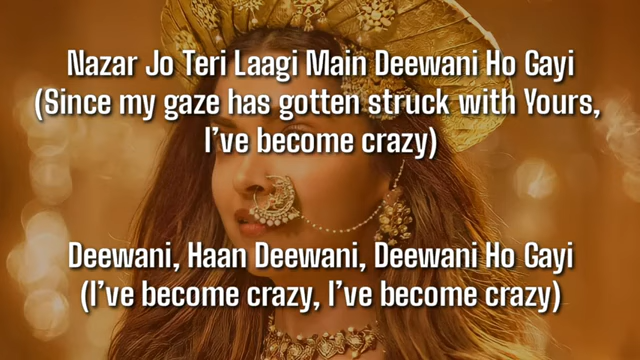 Nazar Jo Teri Laagi Main Deewani Ho Gayi
(Since my gaze has gotten struck with Yours,
I've become crazy)
Deewani, Haan Deewani, Deewani Ho Gayi
(I've become crazy, I've become crazy)